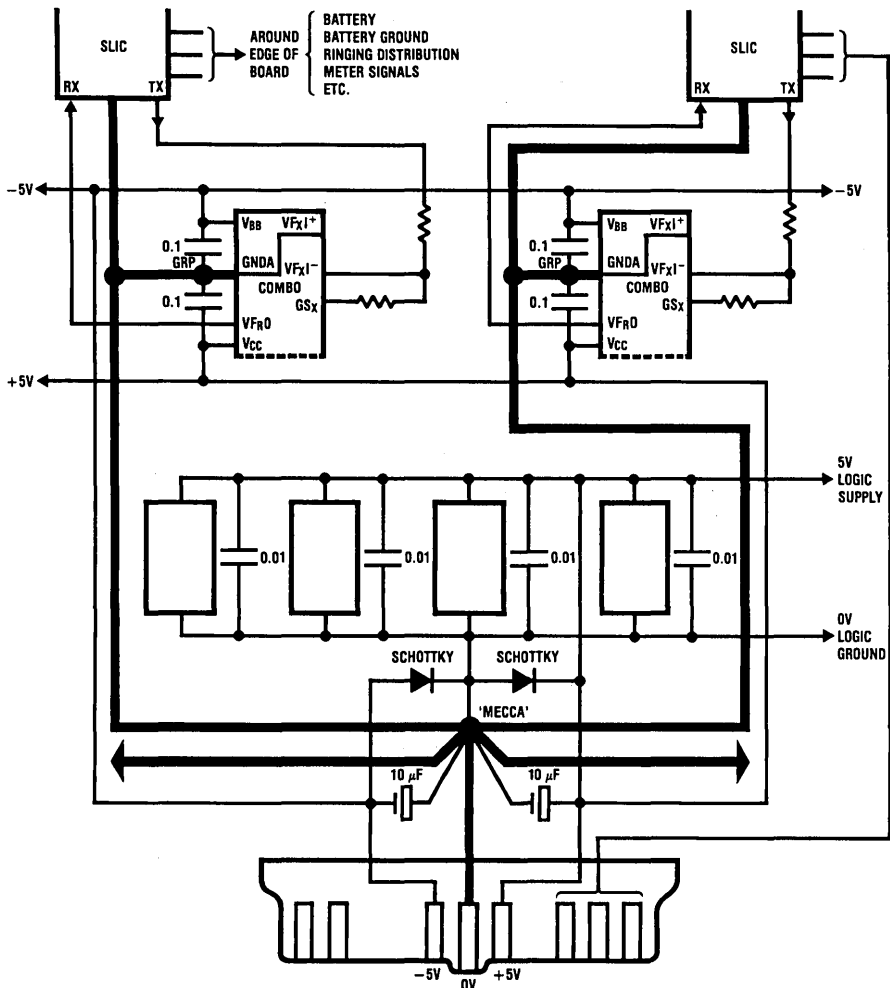 SLIC
RX
TX
AROUND
EDGE OF
BOARD
BATTERY
BATTERY GROUND
RINGING DISTRIBUTION
METER SIGNALS
ETC.
SLIC
RX
TX
−5V
−5V
0.1
GRP
0.1
VBB
VFXI+
GNDA
VFXI−
COMBO
GSX
VFRO
VCC
0.1
GRP
0.1
VBB
VFXI+
GNDA
VFXI−
COMBO
GSX
VFRO
VCC
+5V
5V
LOGIC
SUPPLY
0.01
0.01
0.01
0.01
0V
LOGIC
GROUND
SCHOTTKY
SCHOTTKY
'MECCA'
10 µF
10 µF
−5V
0V
+5V